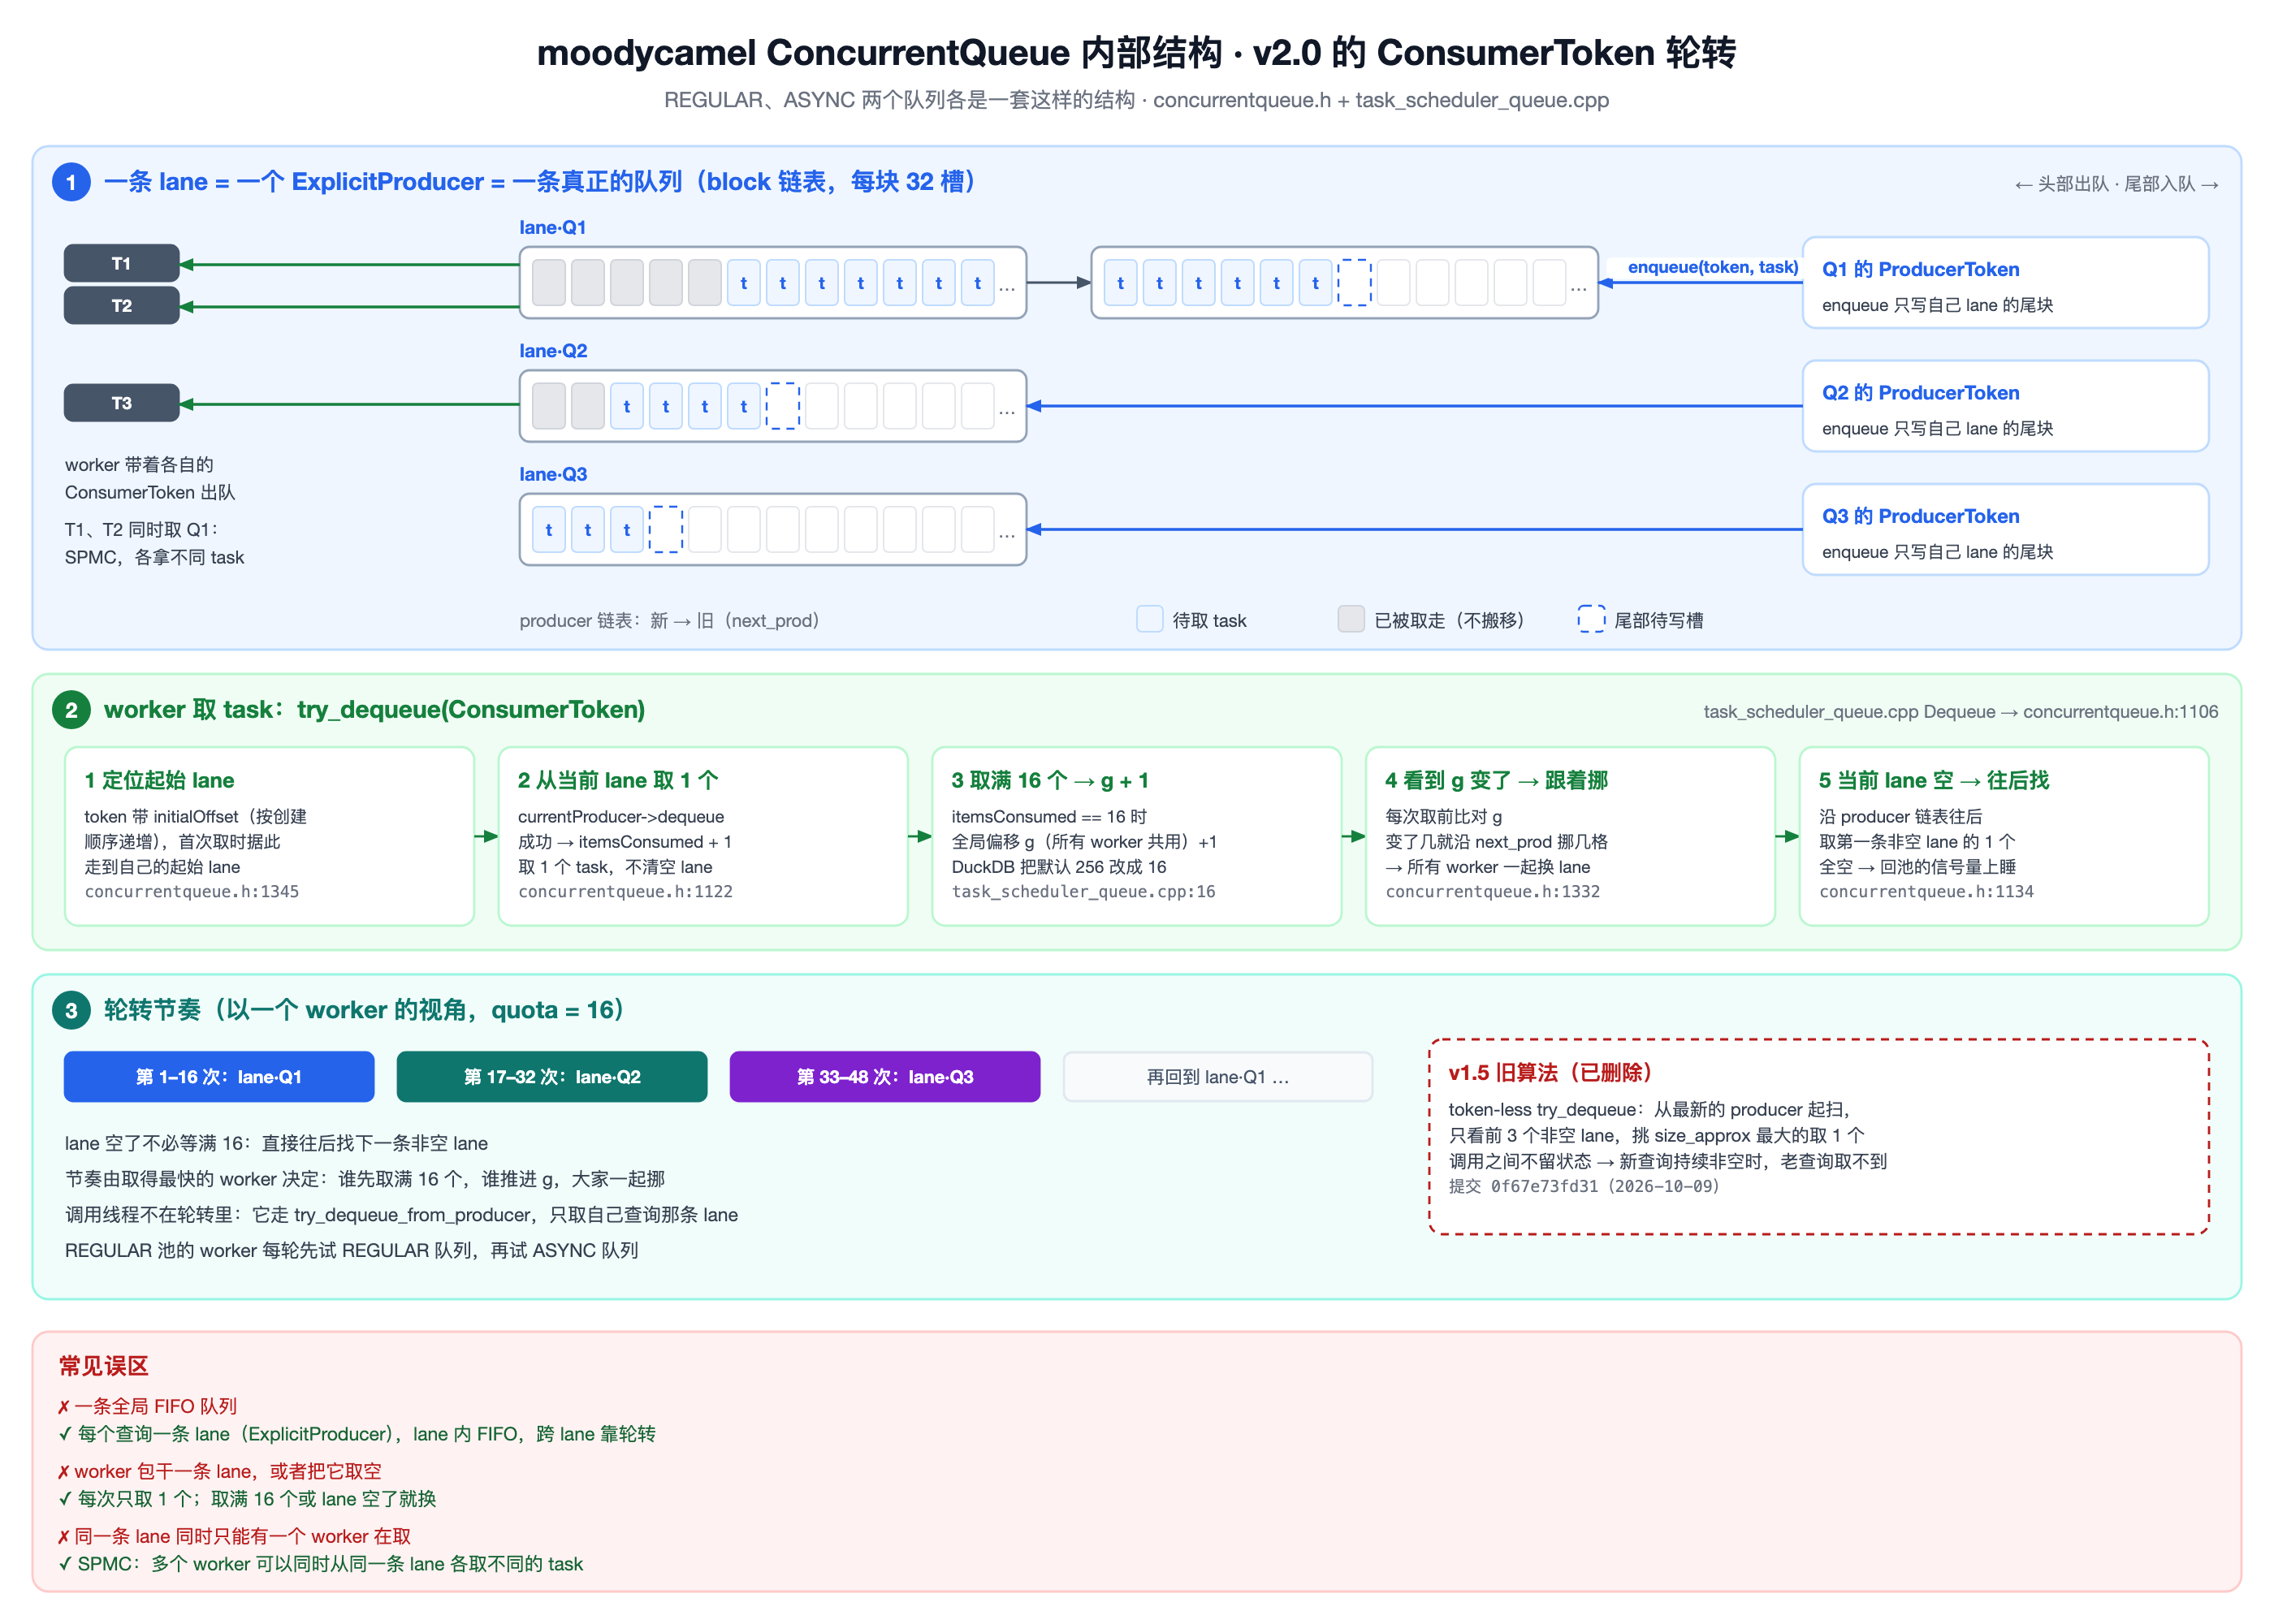 moodycamel ConcurrentQueue 内部结构 · v2.0 的 ConsumerToken 轮转
REGULAR、ASYNC 两个队列各是一套这样的结构 · concurrentqueue.h + task_scheduler_queue.cpp
1 一条 lane = 一个 ExplicitProducer = 一条真正的队列（block 链表，每块 32 槽）
← 头部出队 · 尾部入队 →
lane·Q1
T1
T2
t t t t t t t ...
t t t t t t ...
enqueue(token, task)
Q1 的 ProducerToken
enqueue 只写自己 lane 的尾块
lane·Q2
T3
t t t t ...
Q2 的 ProducerToken
enqueue 只写自己 lane 的尾块
worker 带着各自的
ConsumerToken 出队
T1、T2 同时取 Q1：
SPMC，各拿不同 task
lane·Q3
t t t ...
Q3 的 ProducerToken
enqueue 只写自己 lane 的尾块
producer 链表：新 → 旧（next_prod）
待取 task
已被取走（不搬移）
尾部待写槽
2 worker 取 task：try_dequeue(ConsumerToken)
task_scheduler_queue.cpp Dequeue → concurrentqueue.h:1106
1 定位起始 lane
token 带 initialOffset（按创建
顺序递增），首次取时据此
走到自己的起始 lane
concurrentqueue.h:1345
2 从当前 lane 取 1 个
currentProducer->dequeue
成功 → itemsConsumed + 1
取 1 个 task，不清空 lane
concurrentqueue.h:1122
3 取满 16 个 → g + 1
itemsConsumed == 16 时
全局偏移 g（所有 worker 共用）+1
DuckDB 把默认 256 改成 16
task_scheduler_queue.cpp:16
4 看到 g 变了 → 跟着挪
每次取前比对 g
变了几就沿 next_prod 挪几格
→ 所有 worker 一起换 lane
concurrentqueue.h:1332
5 当前 lane 空 → 往后找
沿 producer 链表往后
取第一条非空 lane 的 1 个
全空 → 回池的信号量上睡
concurrentqueue.h:1134
3 轮转节奏（以一个 worker 的视角，quota = 16）
第 1–16 次：lane·Q1
第 17–32 次：lane·Q2
第 33–48 次：lane·Q3
再回到 lane·Q1 ...
lane 空了不必等满 16：直接往后找下一条非空 lane
节奏由取得最快的 worker 决定：谁先取满 16 个，谁推进 g，大家一起挪
调用线程不在轮转里：它走 try_dequeue_from_producer，只取自己查询那条 lane
REGULAR 池的 worker 每轮先试 REGULAR 队列，再试 ASYNC 队列
v1.5 旧算法（已删除）
token-less try_dequeue：从最新的 producer 起扫，
只看前 3 个非空 lane，挑 size_approx 最大的取 1 个
调用之间不留状态 → 新查询持续非空时，老查询取不到
提交 0f67e73fd31（2026-10-09）
常见误区
✗ 一条全局 FIFO 队列
✓ 每个查询一条 lane（ExplicitProducer），lane 内 FIFO，跨 lane 靠轮转
✗ worker 包干一条 lane，或者把它取空
✓ 每次只取 1 个；取满 16 个或 lane 空了就换
✗ 同一条 lane 同时只能有一个 worker 在取
✓ SPMC：多个 worker 可以同时从同一条 lane 各取不同的 task